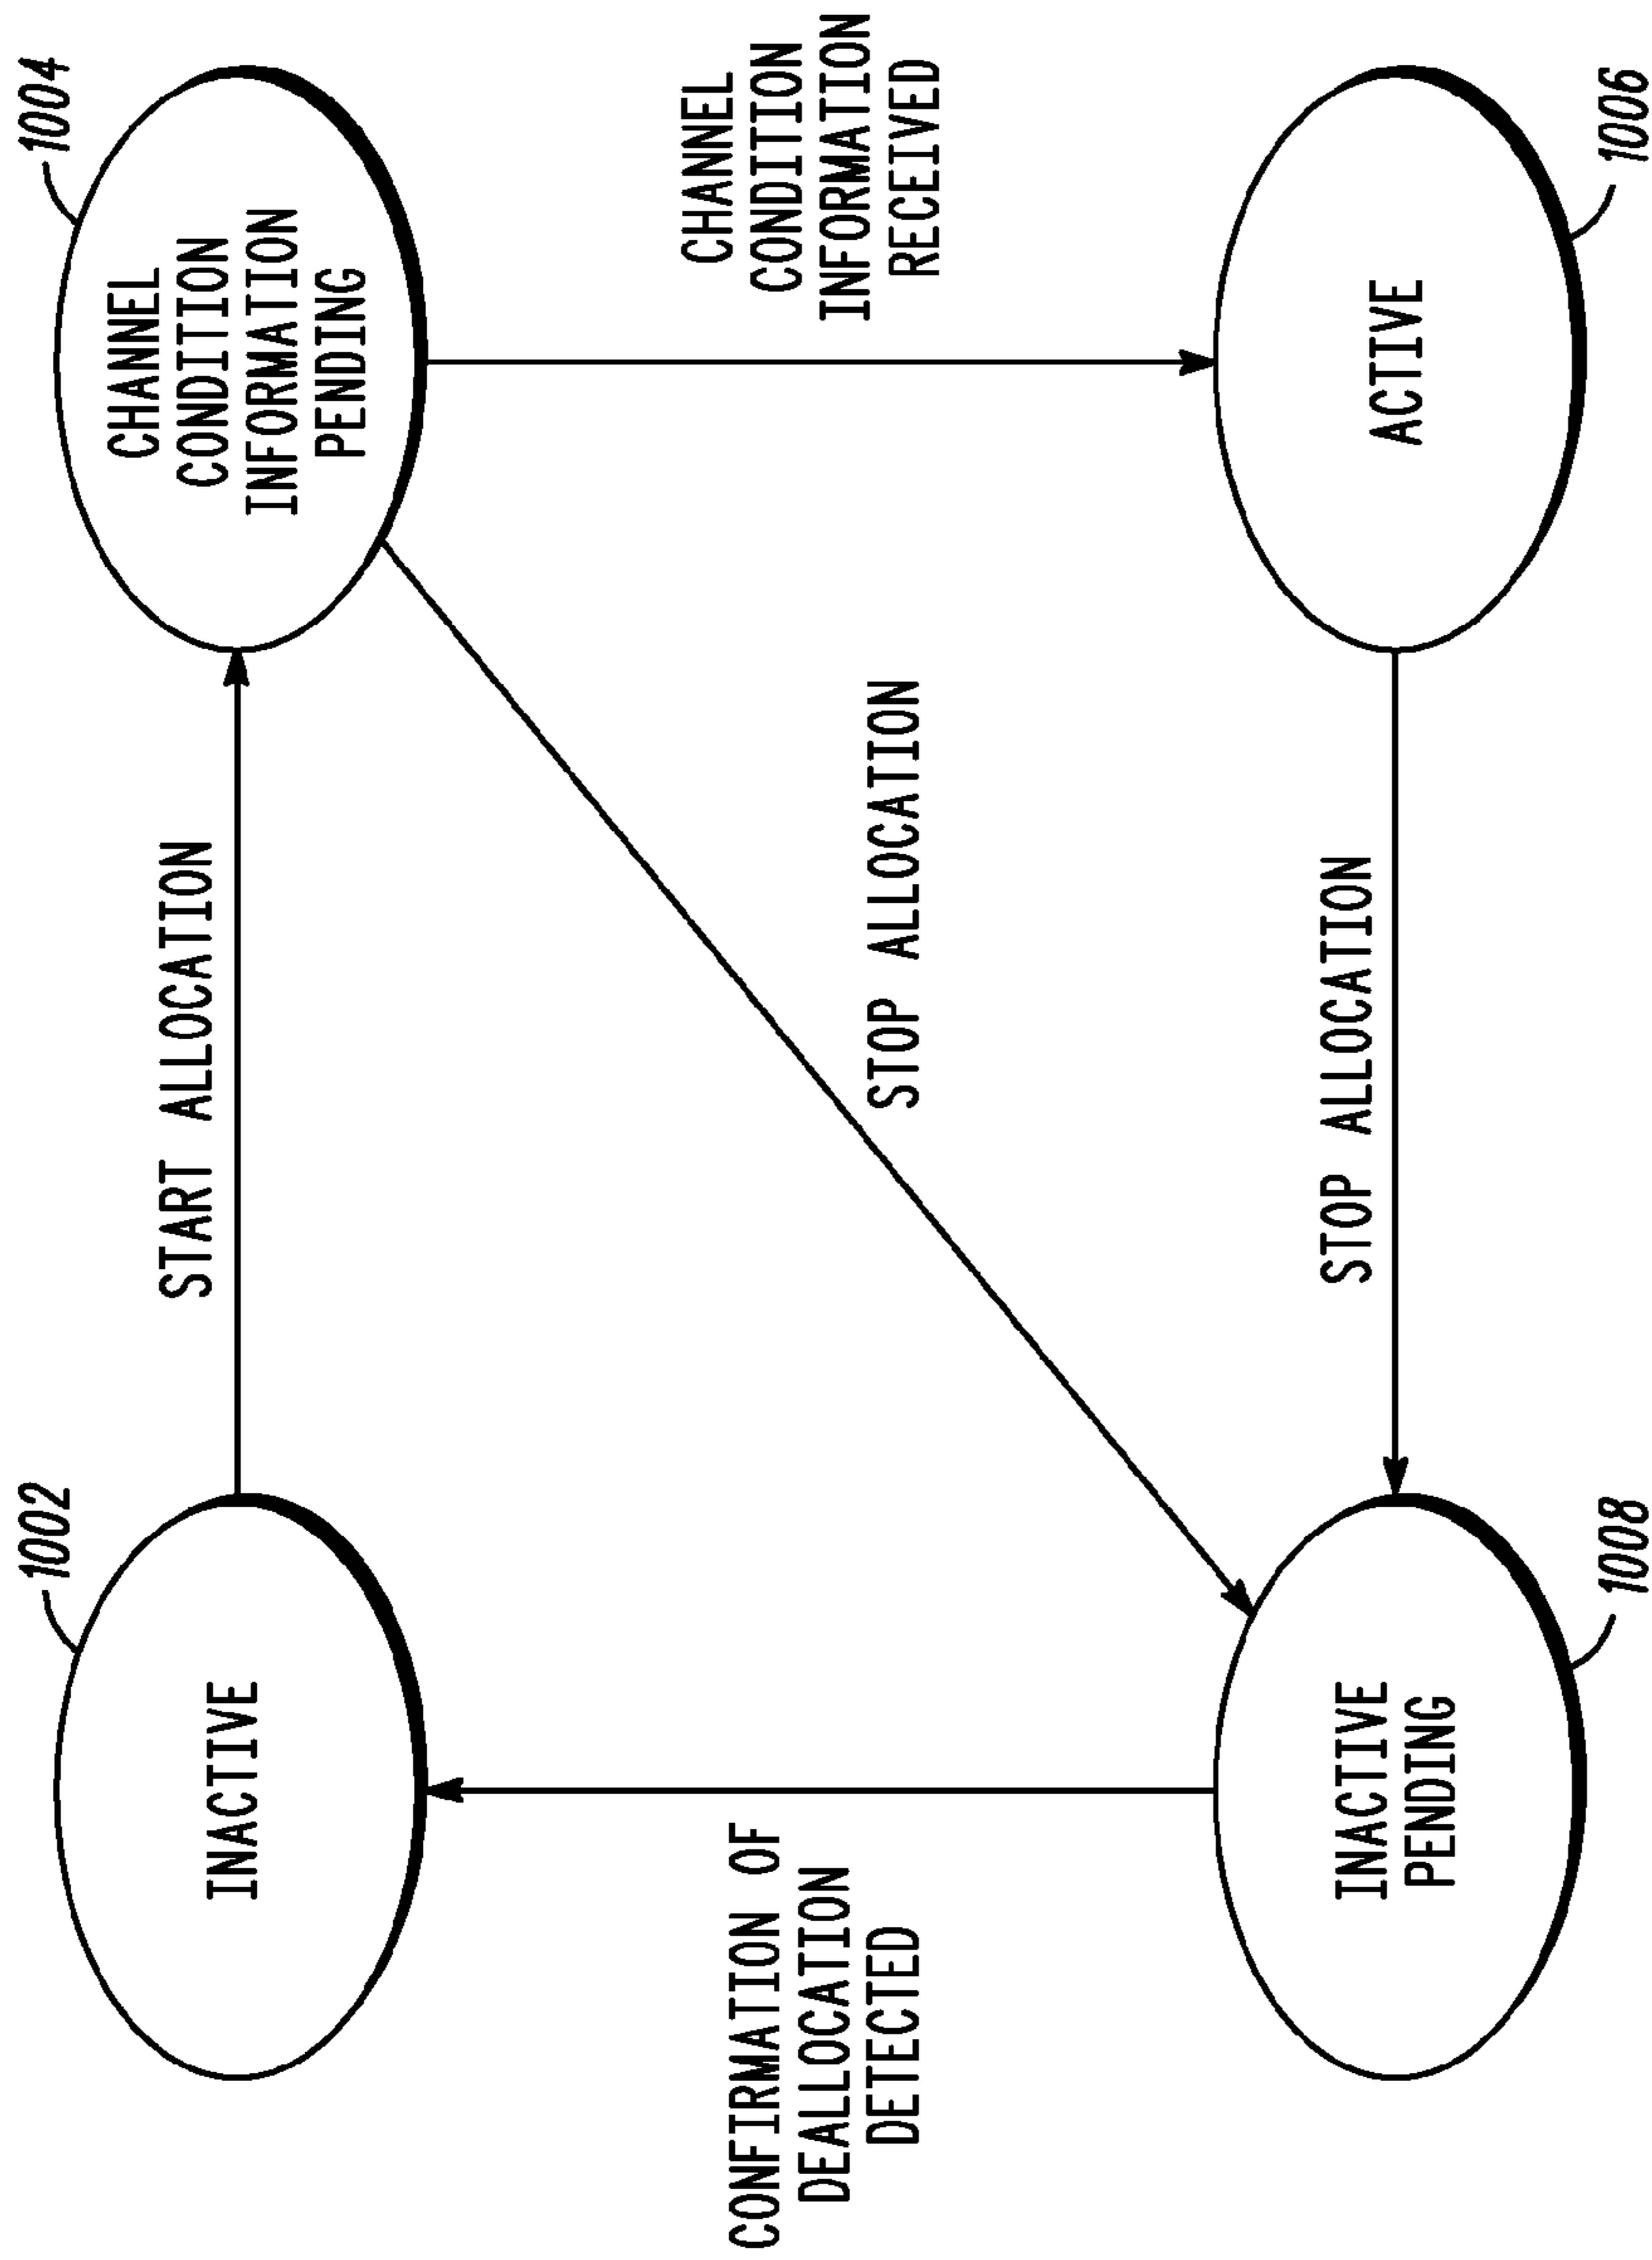 1002
INACTIVE
START ALLOCATION
1004
CHANNEL
CONDITION
INFORMATION
PENDING
CONFIRMATION OF
DEALLOCATION
DETECTED
STOP ALLOCATION
CHANNEL
CONDITION
INFORMATION
RECEIVED
INACTIVE
PENDING
1008
STOP ALLOCATION
ACTIVE
1006